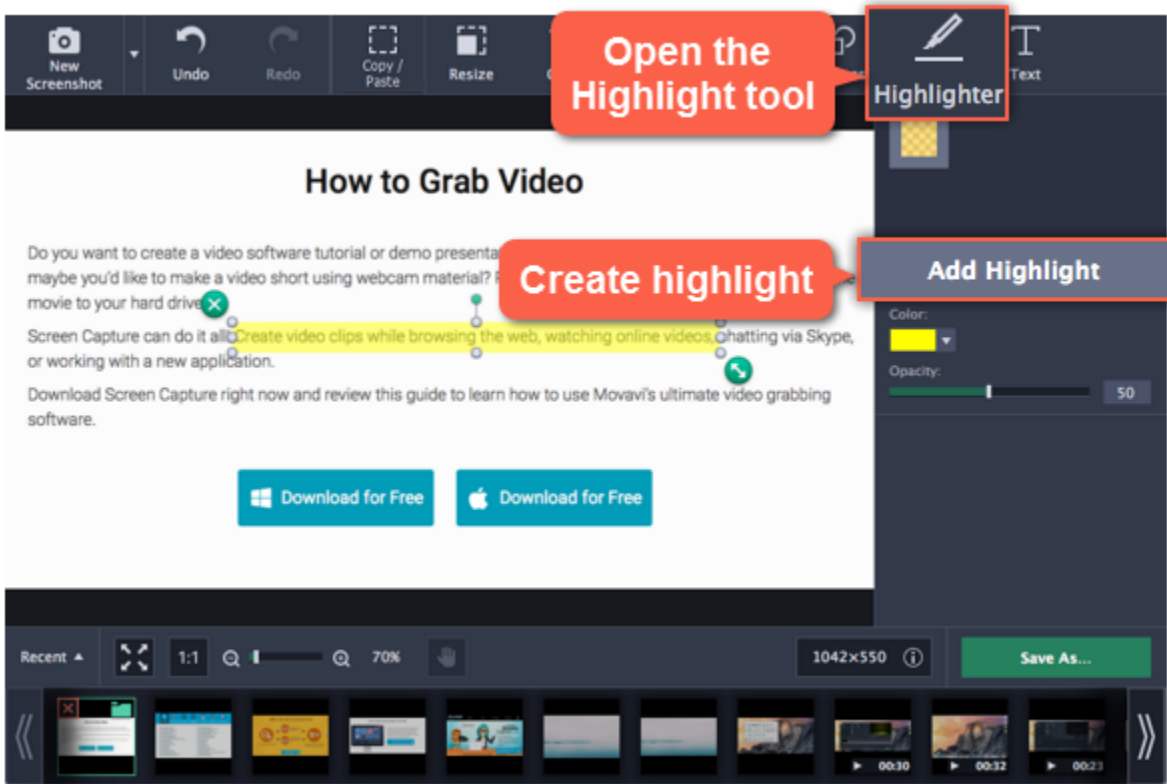 New
Screenshot
Undo
Redo
Copy /
Paste
Resize
Open the
Highlight tool
Highlighter
Text
How to Grab Video
Do you want to create a video software tutorial or demo
maybe you'd like to make a video short using webcam material?
movie to your hard drive
Create highlight
Add Highlight
Screen Capture can do it all! Create video clips while browsing the web, watching online videos, chatting via Skype,
or working with a new application.
Color:
Opacity:
50
Download Screen Capture right now and review this guide to learn how to use Movavi's ultimate video grabbing
software.
Download for Free
Download for Free
Recent
1:1
70%
1042×550
Save As...
00:30
00:32
00:23